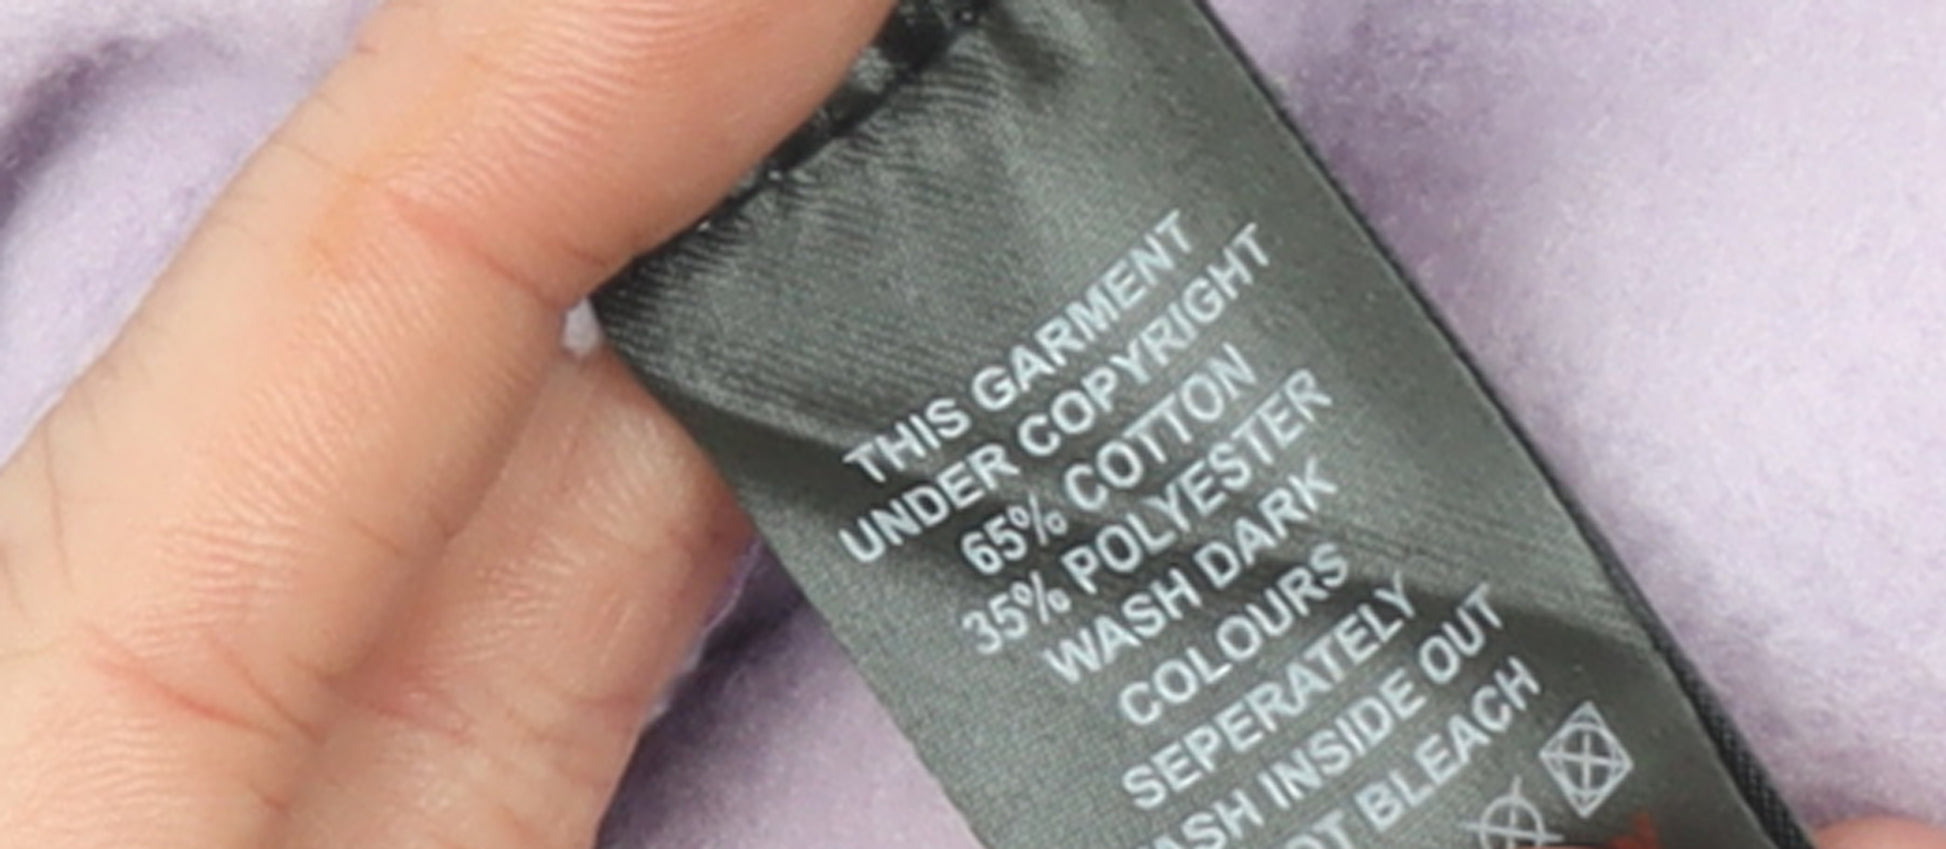 THIS GARMENT
UNDER COPYRIGHT
65% COTTON
35% POLYESTER
WASH DARK
COLOURS
SEPERATELY
INSIDE OUT
BLEACH